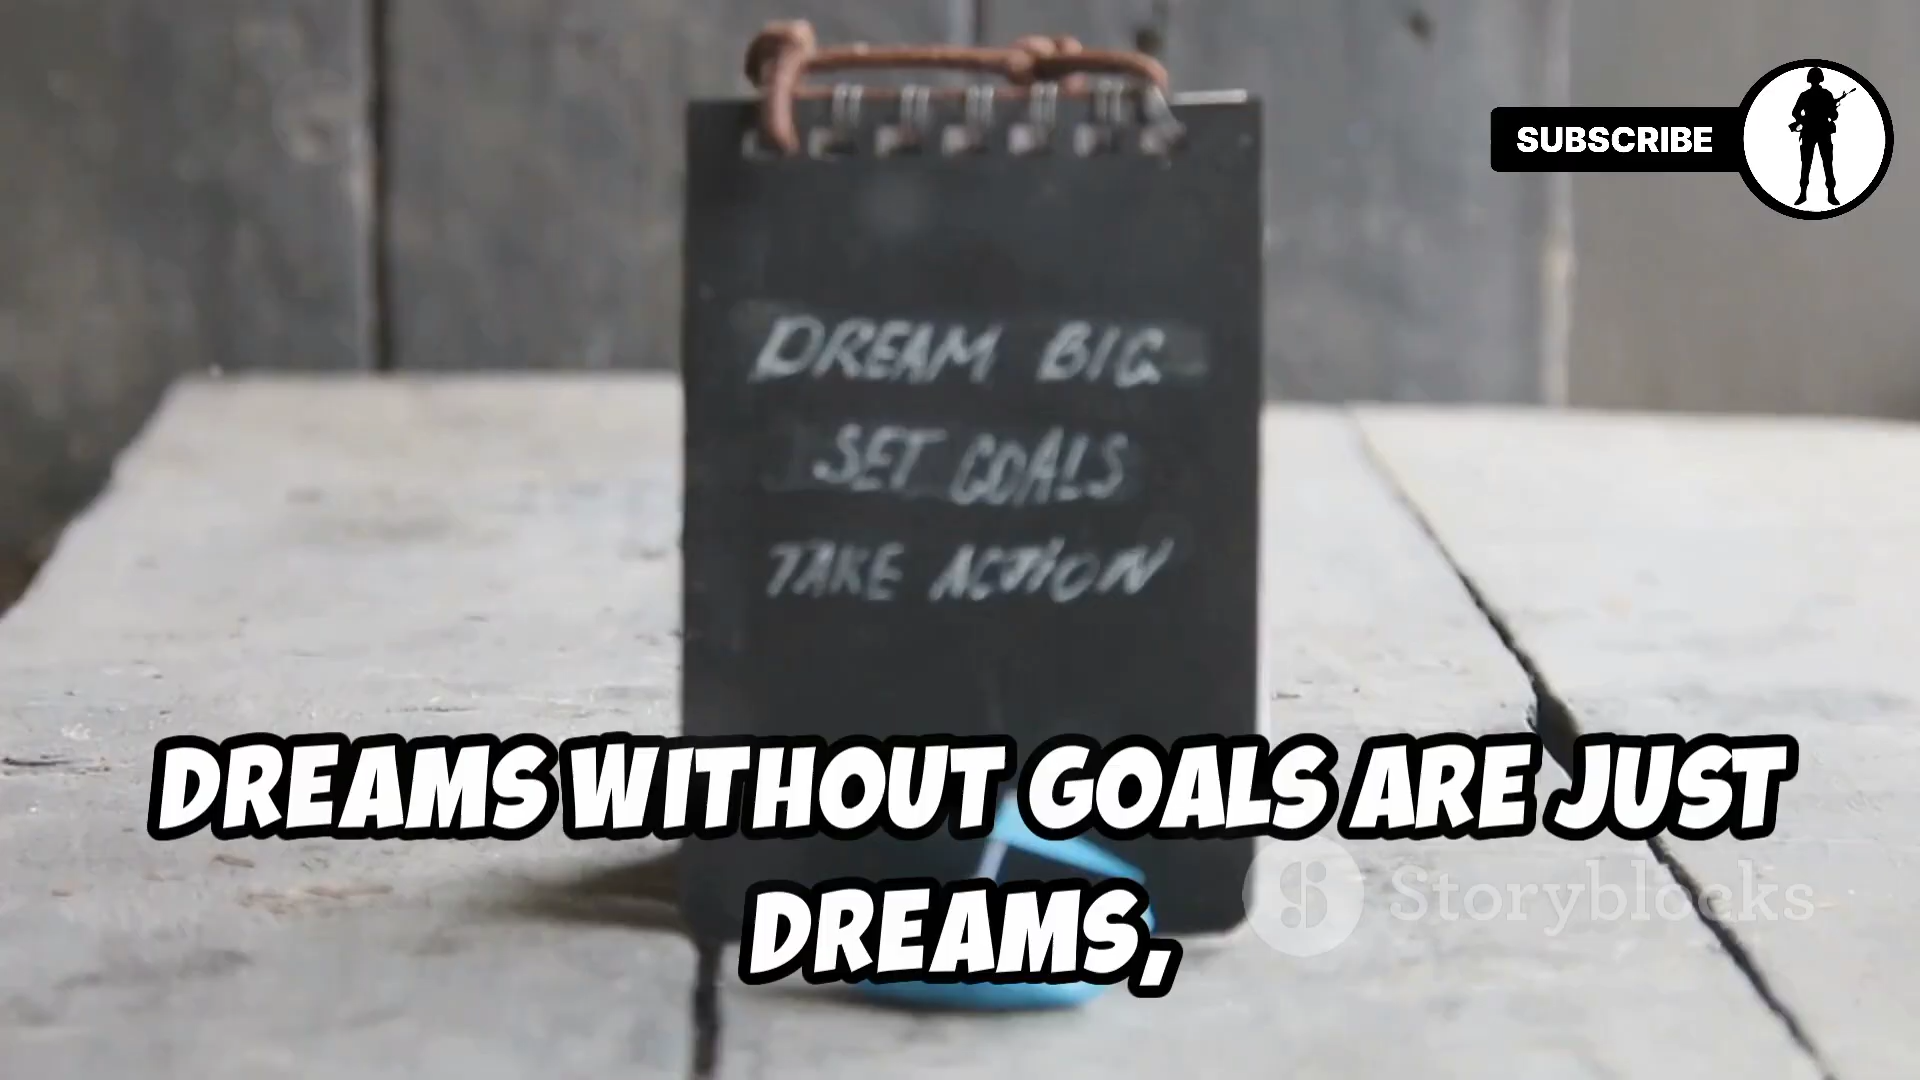 SUBSCRIBE
DREAM BIG
SET GOALS
TAKE ACTION
DREAMS WITHOUT GOALS ARE JUST
DREAMS,
Storyblocks